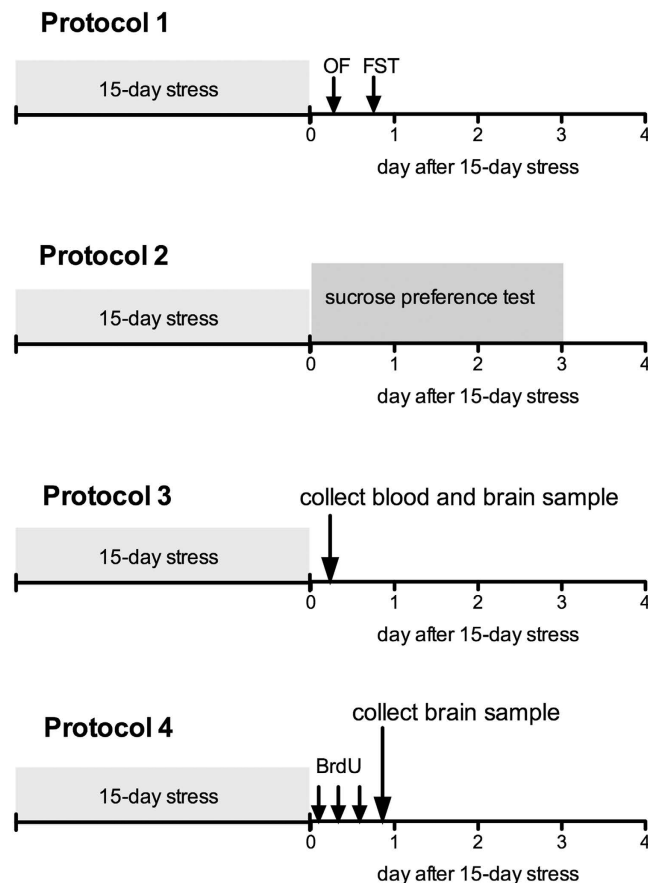 Protocol 1
OF FST
15-day stress
0 1 2 3 4
day after 15-day stress
Protocol 2
sucrose preference test
15-day stress
0 1 2 3 4
day after 15-day stress
Protocol 3
collect blood and brain sample
15-day stress
0 1 2 3 4
day after 15-day stress
Protocol 4
collect brain sample
BrdU
15-day stress
0 1 2 3 4
day after 15-day stress